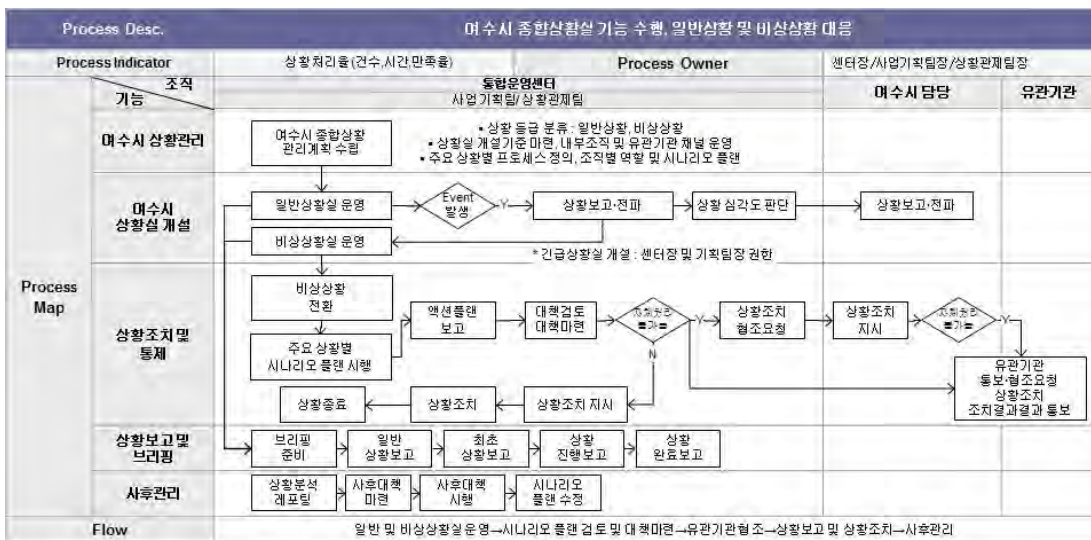 Process Desc.
여수시 종합상황실 기능 수행, 일반상황 및 비상상황 대응
Process Indicator
상황처리율(건수,시간,만족율)
Process Owner
센터장/사업기획팀장/상황관제팀장
Process
Map
조직
기능
통합운영센터
사업기획팀/상황관제팀
여수시 담당
유관기관
여수시 상황관리
여수시 종합상황
관리계획 수립
• 상황 등급 분류 : 일반상황, 비상상황
• 상황실 개설기준 마련, 내부조직 및 유관기관 채널 운영
• 주요 상황별 프로세스 정의, 조직별 역할 및 시나리오 플랜
여수시
상황실 개설
일반상황실 운영
Event
발생
Y
상황보고·전파
상황 심각도 판단
상황보고·전파
비상상황실 운영
* 긴급상황실 개설 : 센터장 및 기획팀장 권한
상황조치 및
통제
비상상황
전환
주요 상황별
시나리오 플랜 시행
액션플랜
보고
대책검토
대책마련
자체처리
불가능
Y
N
상황조치
협조요청
상황조치
지시
자체처리
불가능
Y
유관기관
통보·협조요청
상황조치
조치결과결과 통보
상황종료
상황조치
상황조치 지시
상황보고 및
브리핑
브리핑
준비
일반
상황보고
최초
상황보고
상황
진행보고
상황
완료보고
사후관리
상황분석
레포팅
사후대책
마련
사후대책
시행
시나리오
플랜 수정
Flow
일반 및 비상상황실 운영→시나리오 플랜 검토 및 대책마련→유관기관협조→상황보고 및 상황조치→사후관리